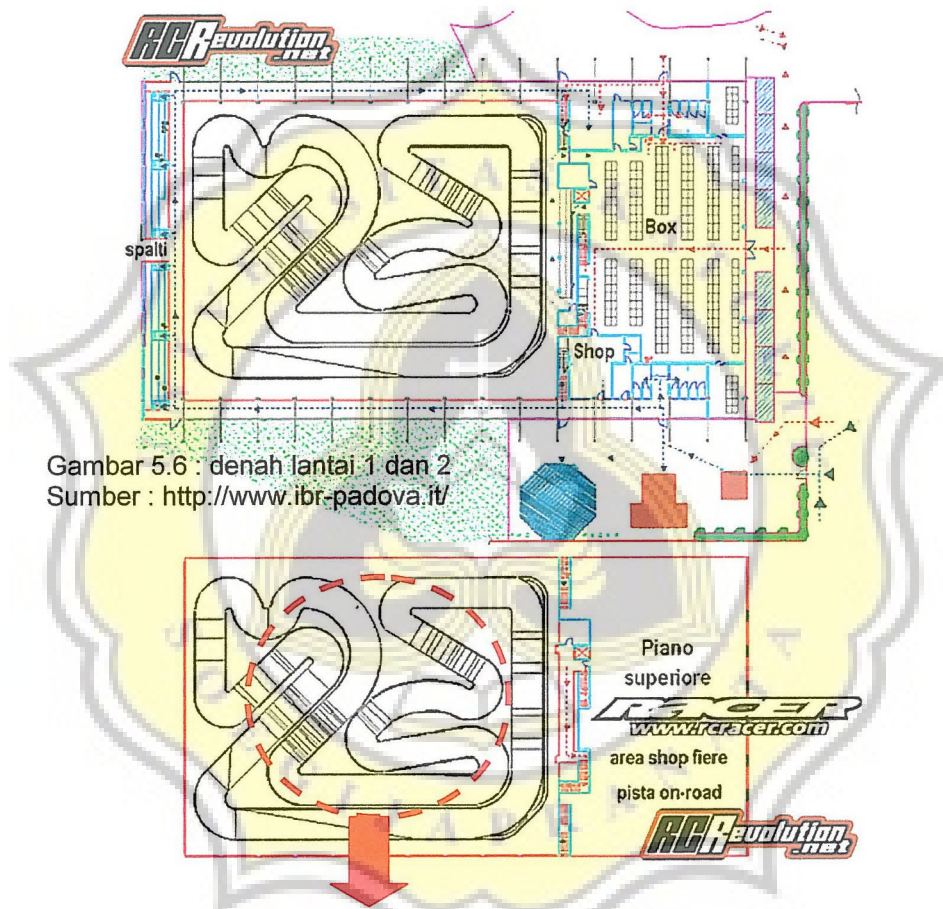 RCRevolution
.net
spalti
Box
Shop
Gambar 5.6 : denah lantai 1 dan 2
Sumber : http://www.ibr-padova.it/
Piano
superiore
RACER
www.rcracer.com
area shop fiere
pista on-road
RCRevolution
.net